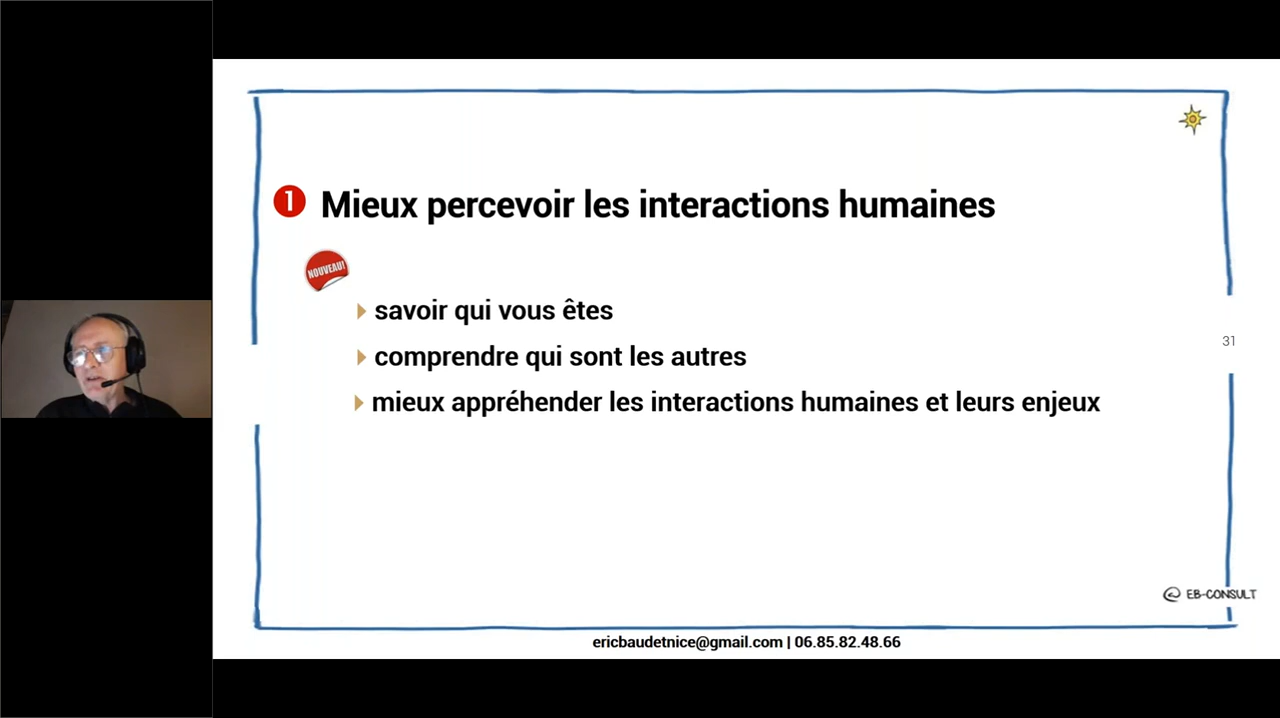 1 Mieux percevoir les interactions humaines
NOUVEAU!
savoir qui vous êtes
comprendre qui sont les autres
mieux appréhender les interactions humaines et leurs enjeux
31
@ EB-CONSULT
ericbaudetnice@gmail.com | 06.85.82.48.66